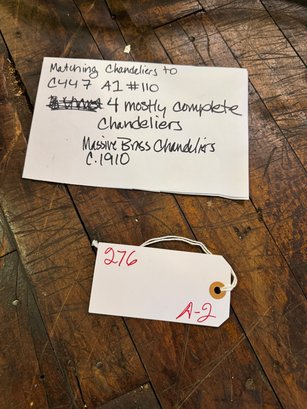 Matching Chandeliers to
C447 A1 #110
4 mostly complete
Chandeliers
Massive Brass Chandeliers
C.1910
276
A-2